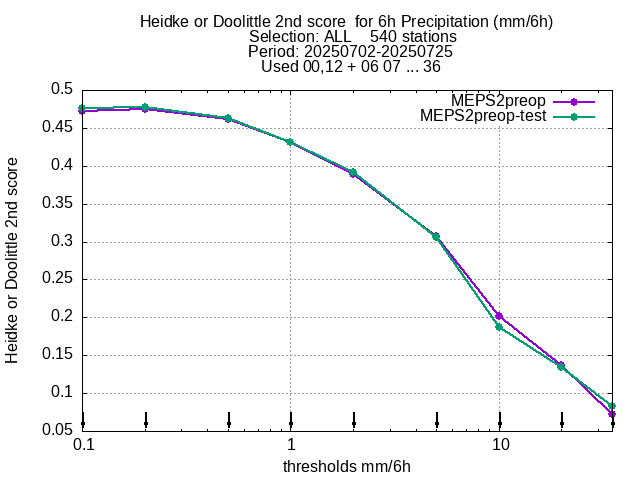 Heidke or Doolittle 2nd score  for 6h Precipitation (mm/6h)
Selection: ALL    540 stations
Period: 20250702-20250725
Used 00,12 + 06 07 ... 36
MEPS2preop
MEPS2preop-test
0.5
0.45
0.4
0.35
0.3
0.25
0.2
0.15
0.1
0.05
Heidke or Doolittle 2nd score
0.1 1 10
thresholds mm/6h